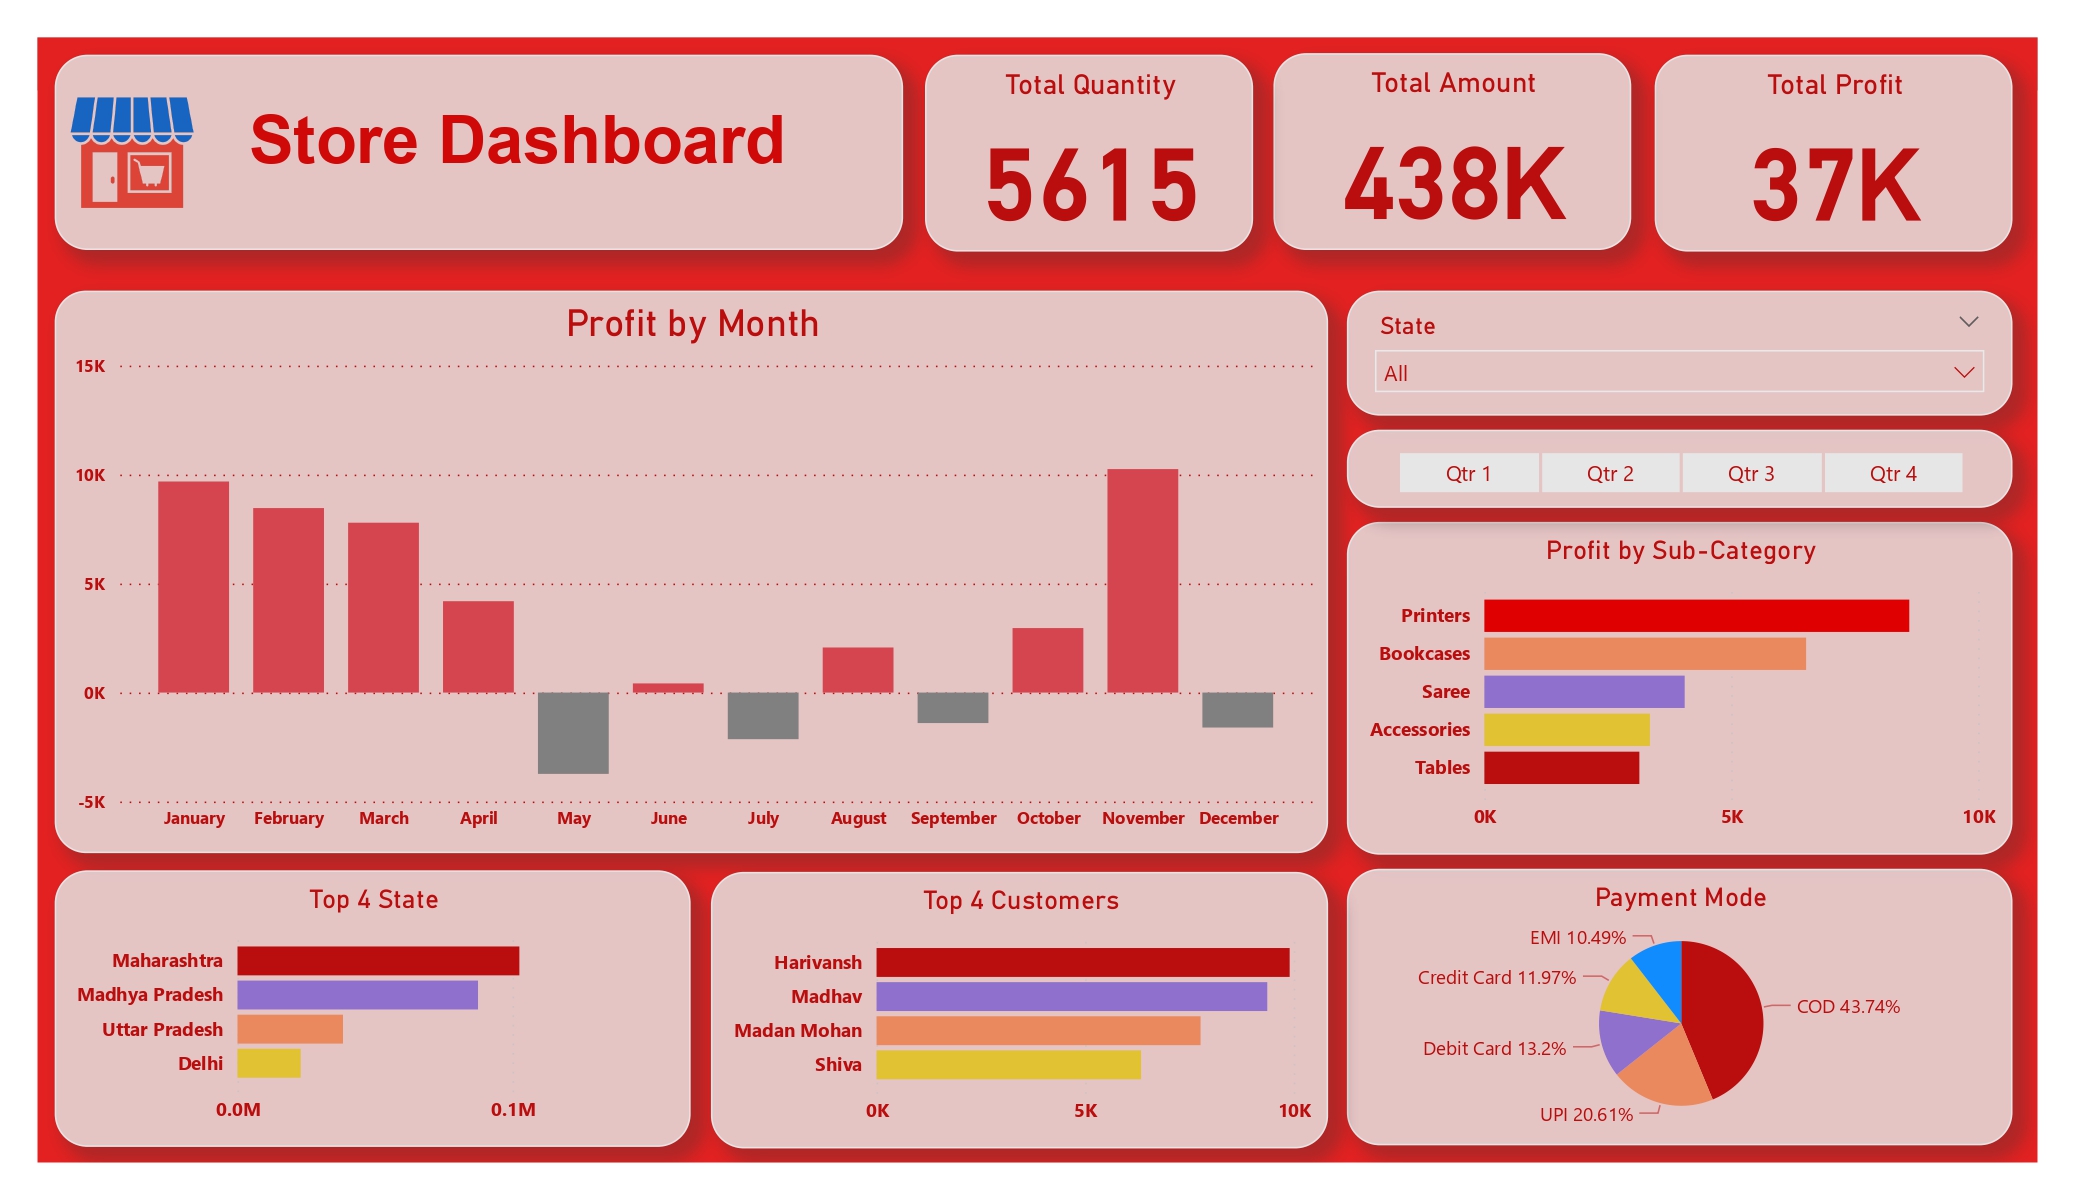 Store Dashboard
Total Quantity
5615
Total Amount
438K
Total Profit
37K
Profit by Month
15K
10K
5K
0K
-5K
January February March April May June July August September October November December
State
All
Qtr 1 Qtr 2 Qtr 3 Qtr 4
Profit by Sub-Category
Printers
Bookcases
Saree
Accessories
Tables
0K 5K 10K
Top 4 State
Maharashtra
Madhya Pradesh
Uttar Pradesh
Delhi
0.0M 0.1M
Top 4 Customers
Harivansh
Madhav
Madan Mohan
Shiva
0K 5K 10K
Payment Mode
EMI 10.49%
Credit Card 11.97%
COD 43.74%
Debit Card 13.2%
UPI 20.61%